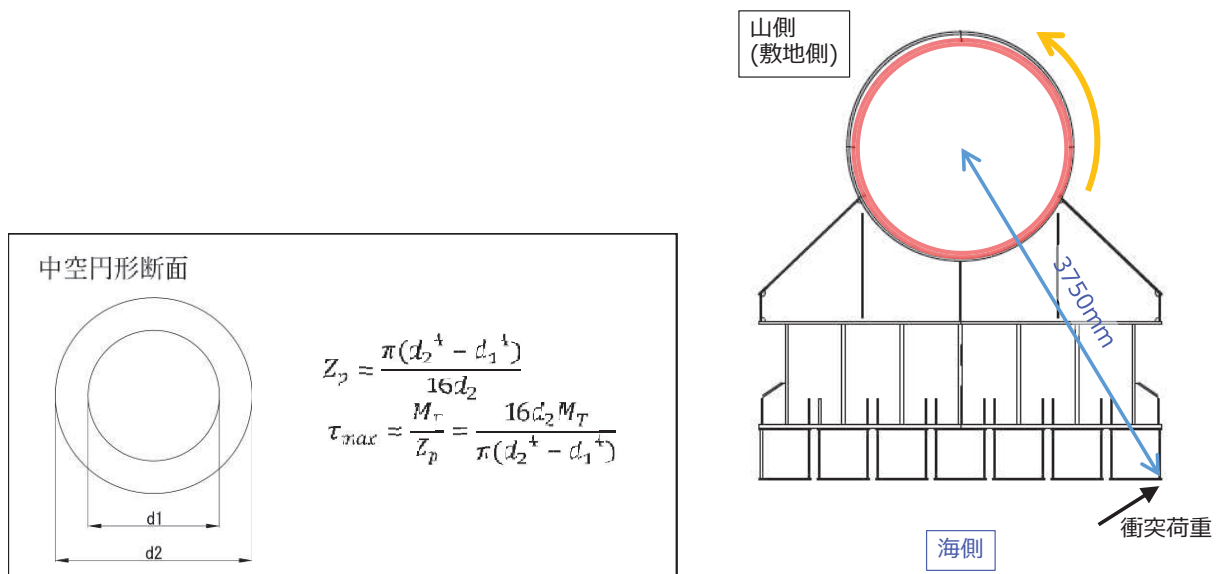 山側
(敷地側)
3750mm
衝突荷重
海側
中空円形断面
d1
d2
Z_p = π(d_2^4 − d_1^4) / 16d_2
τ_max = M_T / Z_p = 16d_2 M_T / π(d_2^4 − d_1^4)